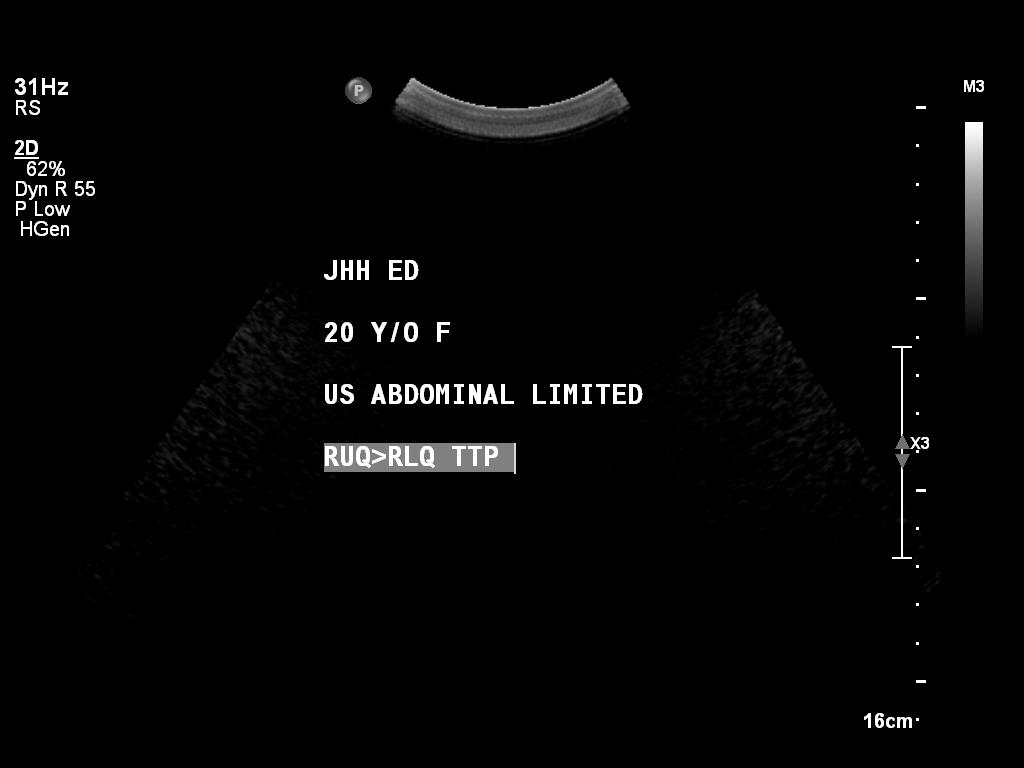 31Hz
RS
P
M3
2D
62%
Dyn R 55
P Low
HGen
JHH ED
20 Y/O F
US ABDOMINAL LIMITED
X3
RUQ>RLQ TTP
16cm